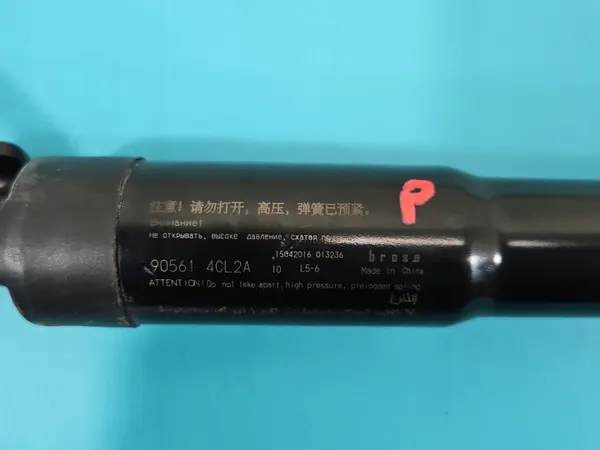 注意! 请勿打开, 高压, 弹簧已预紧.
Внимание!
Не открывать, высоке давление, сжатая
15842016 013236
brose
P
90561 4CL2A
10 L5-6
Made in China
ATTENTION! Do not take apart, high pressure, preloaded spring